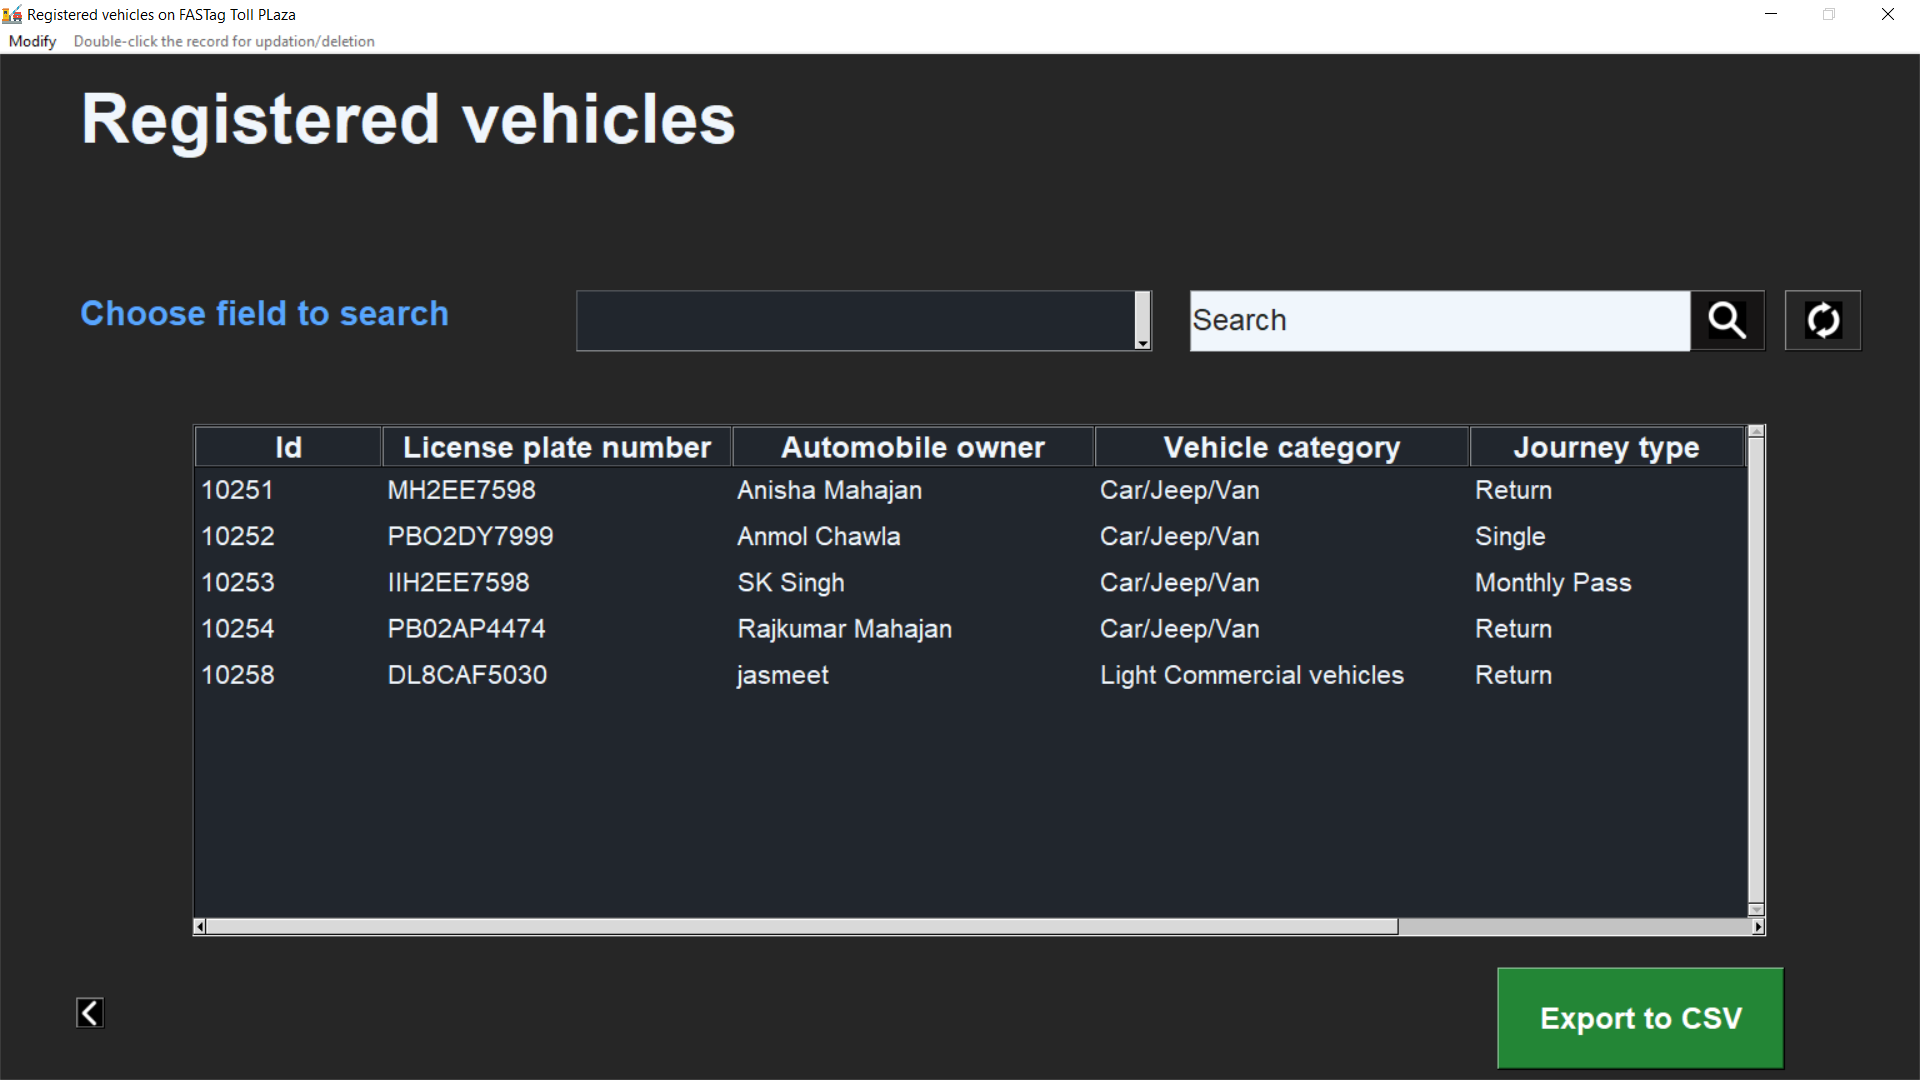 Registered vehicles on FASTag Toll PLaza
Modify Double-click the record for updation/deletion
Registered vehicles
Choose field to search Search
Id License plate number Automobile owner Vehicle category Journey type
10251 MH2EE7598 Anisha Mahajan Car/Jeep/Van Return
10252 PBO2DY7999 Anmol Chawla Car/Jeep/Van Single
10253 IIH2EE7598 SK Singh Car/Jeep/Van Monthly Pass
10254 PB02AP4474 Rajkumar Mahajan Car/Jeep/Van Return
10258 DL8CAF5030 jasmeet Light Commercial vehicles Return
Export to CSV